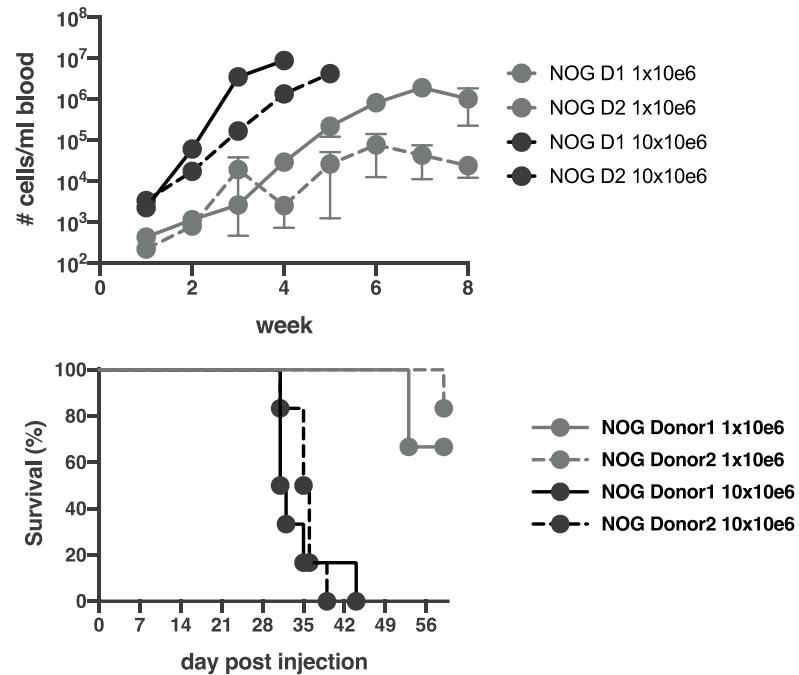 10^8
10^7
10^6
10^5
10^4
10^3
10^2
# cells/ml blood
0 2 4 6 8
week
NOG D1 1x10e6
NOG D2 1x10e6
NOG D1 10x10e6
NOG D2 10x10e6
100
80
60
40
20
0
Survival (%)
0 7 14 21 28 35 42 49 56
day post injection
NOG Donor1 1x10e6
NOG Donor2 1x10e6
NOG Donor1 10x10e6
NOG Donor2 10x10e6